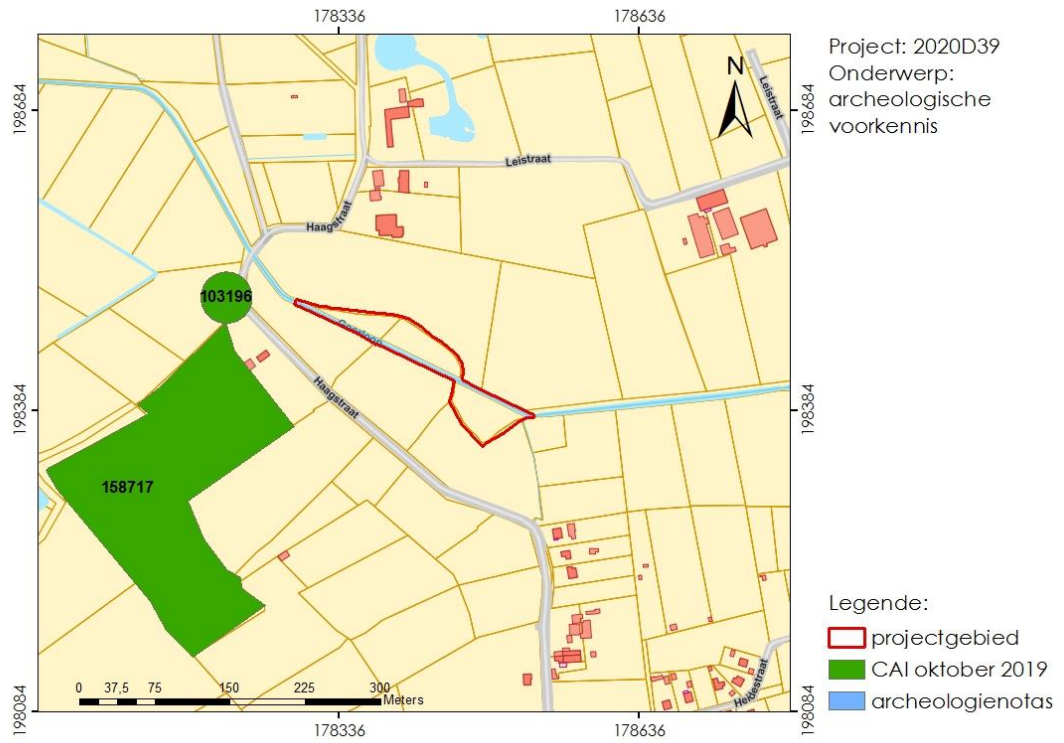 178336
178636
Project: 2020D39
Onderwerp:
archeologische
voorkennis
N
198684
198684
Leistraat
Leistraat
Haagstraat
103196
Haagstraat
198384
198384
158717
Legende:
projectgebied
CAI oktober 2019
archeologienotas
0 37,5 75 150 225 300
Meters
Heidestraat
198084
198084
178336
178636